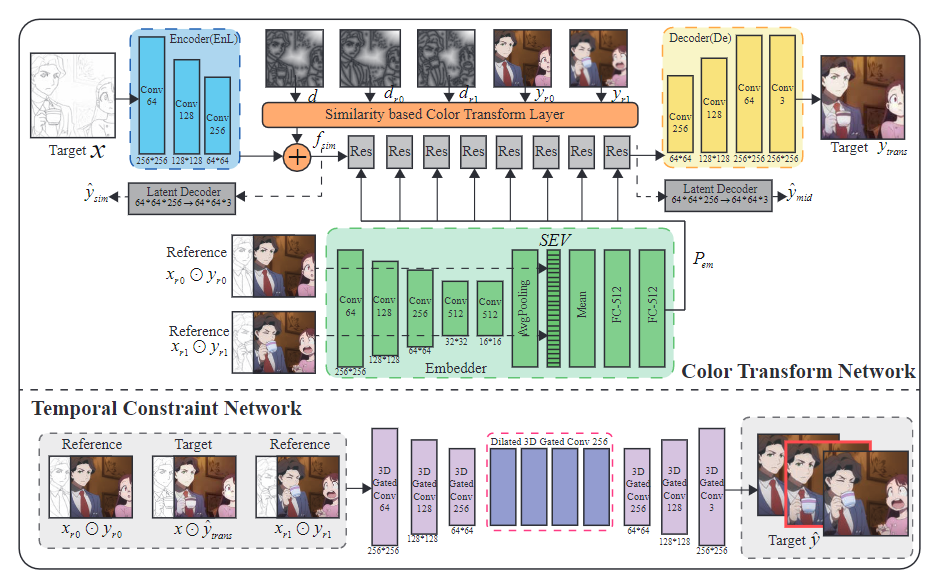 Encoder(EnL)
Conv
64
Conv
128
Conv
256
256*256
128*128
64*64
Target x
d
d_r0
d_r1
y_r0
y_r1
Similarity based Color Transform Layer
f_sim
Res
Res
Res
Res
Res
Res
Res
Res
Decoder(De)
Conv
256
Conv
128
Conv
64
Conv
3
64*64
128*128
256*256
256*256
Target y_trans
ŷ_sim
Latent Decoder
64*64*256→64*64*3
Latent Decoder
64*64*256→64*64*3
ŷ_mid
Reference
x_r0 ⊙ y_r0
Reference
x_r1 ⊙ y_r1
Conv
64
Conv
128
Conv
256
Conv
512
Conv
512
AwgPooling
SEV
Mean
FC-512
FC-512
P_em
256*256
128*128
64*64
32*32
16*16
Embedder
Color Transform Network
Temporal Constraint Network
Reference
Target
Reference
x_r0 ⊙ y_r0
x ⊙ ŷ_trans
x_r1 ⊙ y_r1
3D
Gated
Conv
64
3D
Gated
Conv
128
3D
Gated
Conv
256
256*256
128*128
64*64
Dilated 3D Gated Conv 256
3D
Gated
Conv
256
3D
Gated
Conv
128
3D
Gated
Conv
3
64*64
128*128
256*256
Target ŷ